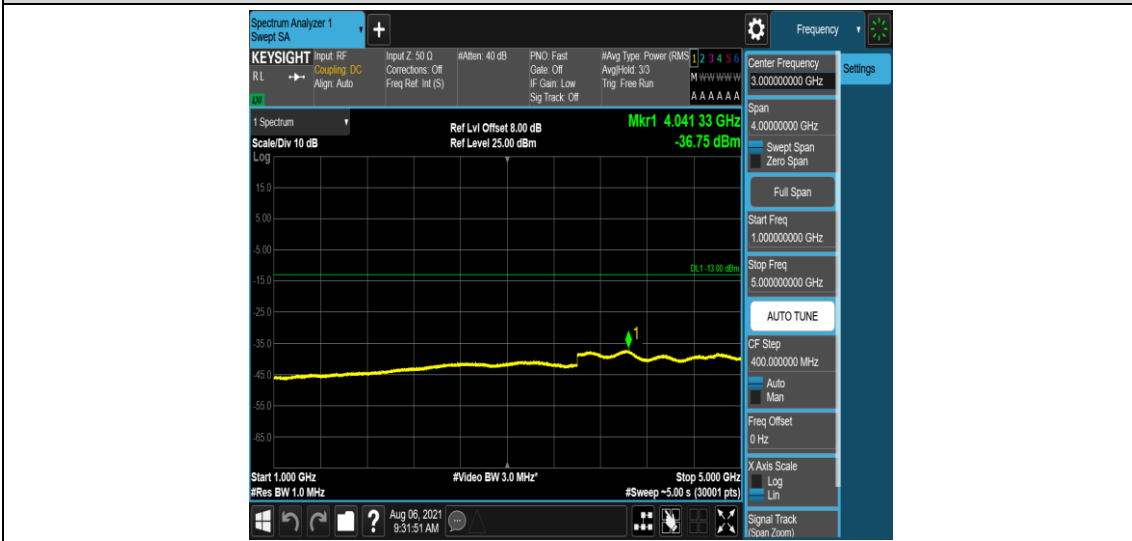 Spectrum Analyzer 1
Swept SA
+
Frequency
KEYSIGHT
RL
LXI
Input: RF
Coupling: DC
Align: Auto
Input Z: 50 Ω
Corrections: Off
Freq Ref: Int (S)
#Atten: 40 dB
PNO: Fast
Gate: Off
IF Gain: Low
Sig Track: Off
#Avg Type: Power (RMS
Avg|Hold: 3/3
Trig: Free Run
1 2 3 4 5 6
M W W W W W
A A A A A A
Center Frequency
3.000000000 GHz
Settings
Span
4.00000000 GHz
Swept Span
Zero Span
Full Span
Start Freq
1.000000000 GHz
Stop Freq
5.000000000 GHz
AUTO TUNE
CF Step
400.000000 MHz
Auto
Man
Freq Offset
0 Hz
X Axis Scale
Log
Lin
Signal Track
(Span Zoom)
1 Spectrum
Scale/Div 10 dB
Log
Ref Lvl Offset 8.00 dB
Ref Level 25.00 dBm
Mkr1 4.041 33 GHz
-36.75 dBm
15.0
5.00
-5.00
DL1 -13.00 dBm
-15.0
-25.0
1
-35.0
-45.0
-55.0
-65.0
Start 1.000 GHz
#Res BW 1.0 MHz
#Video BW 3.0 MHz*
Stop 5.000 GHz
#Sweep ~5.00 s (30001 pts)
?
Aug 06, 2021
9:31:51 AM